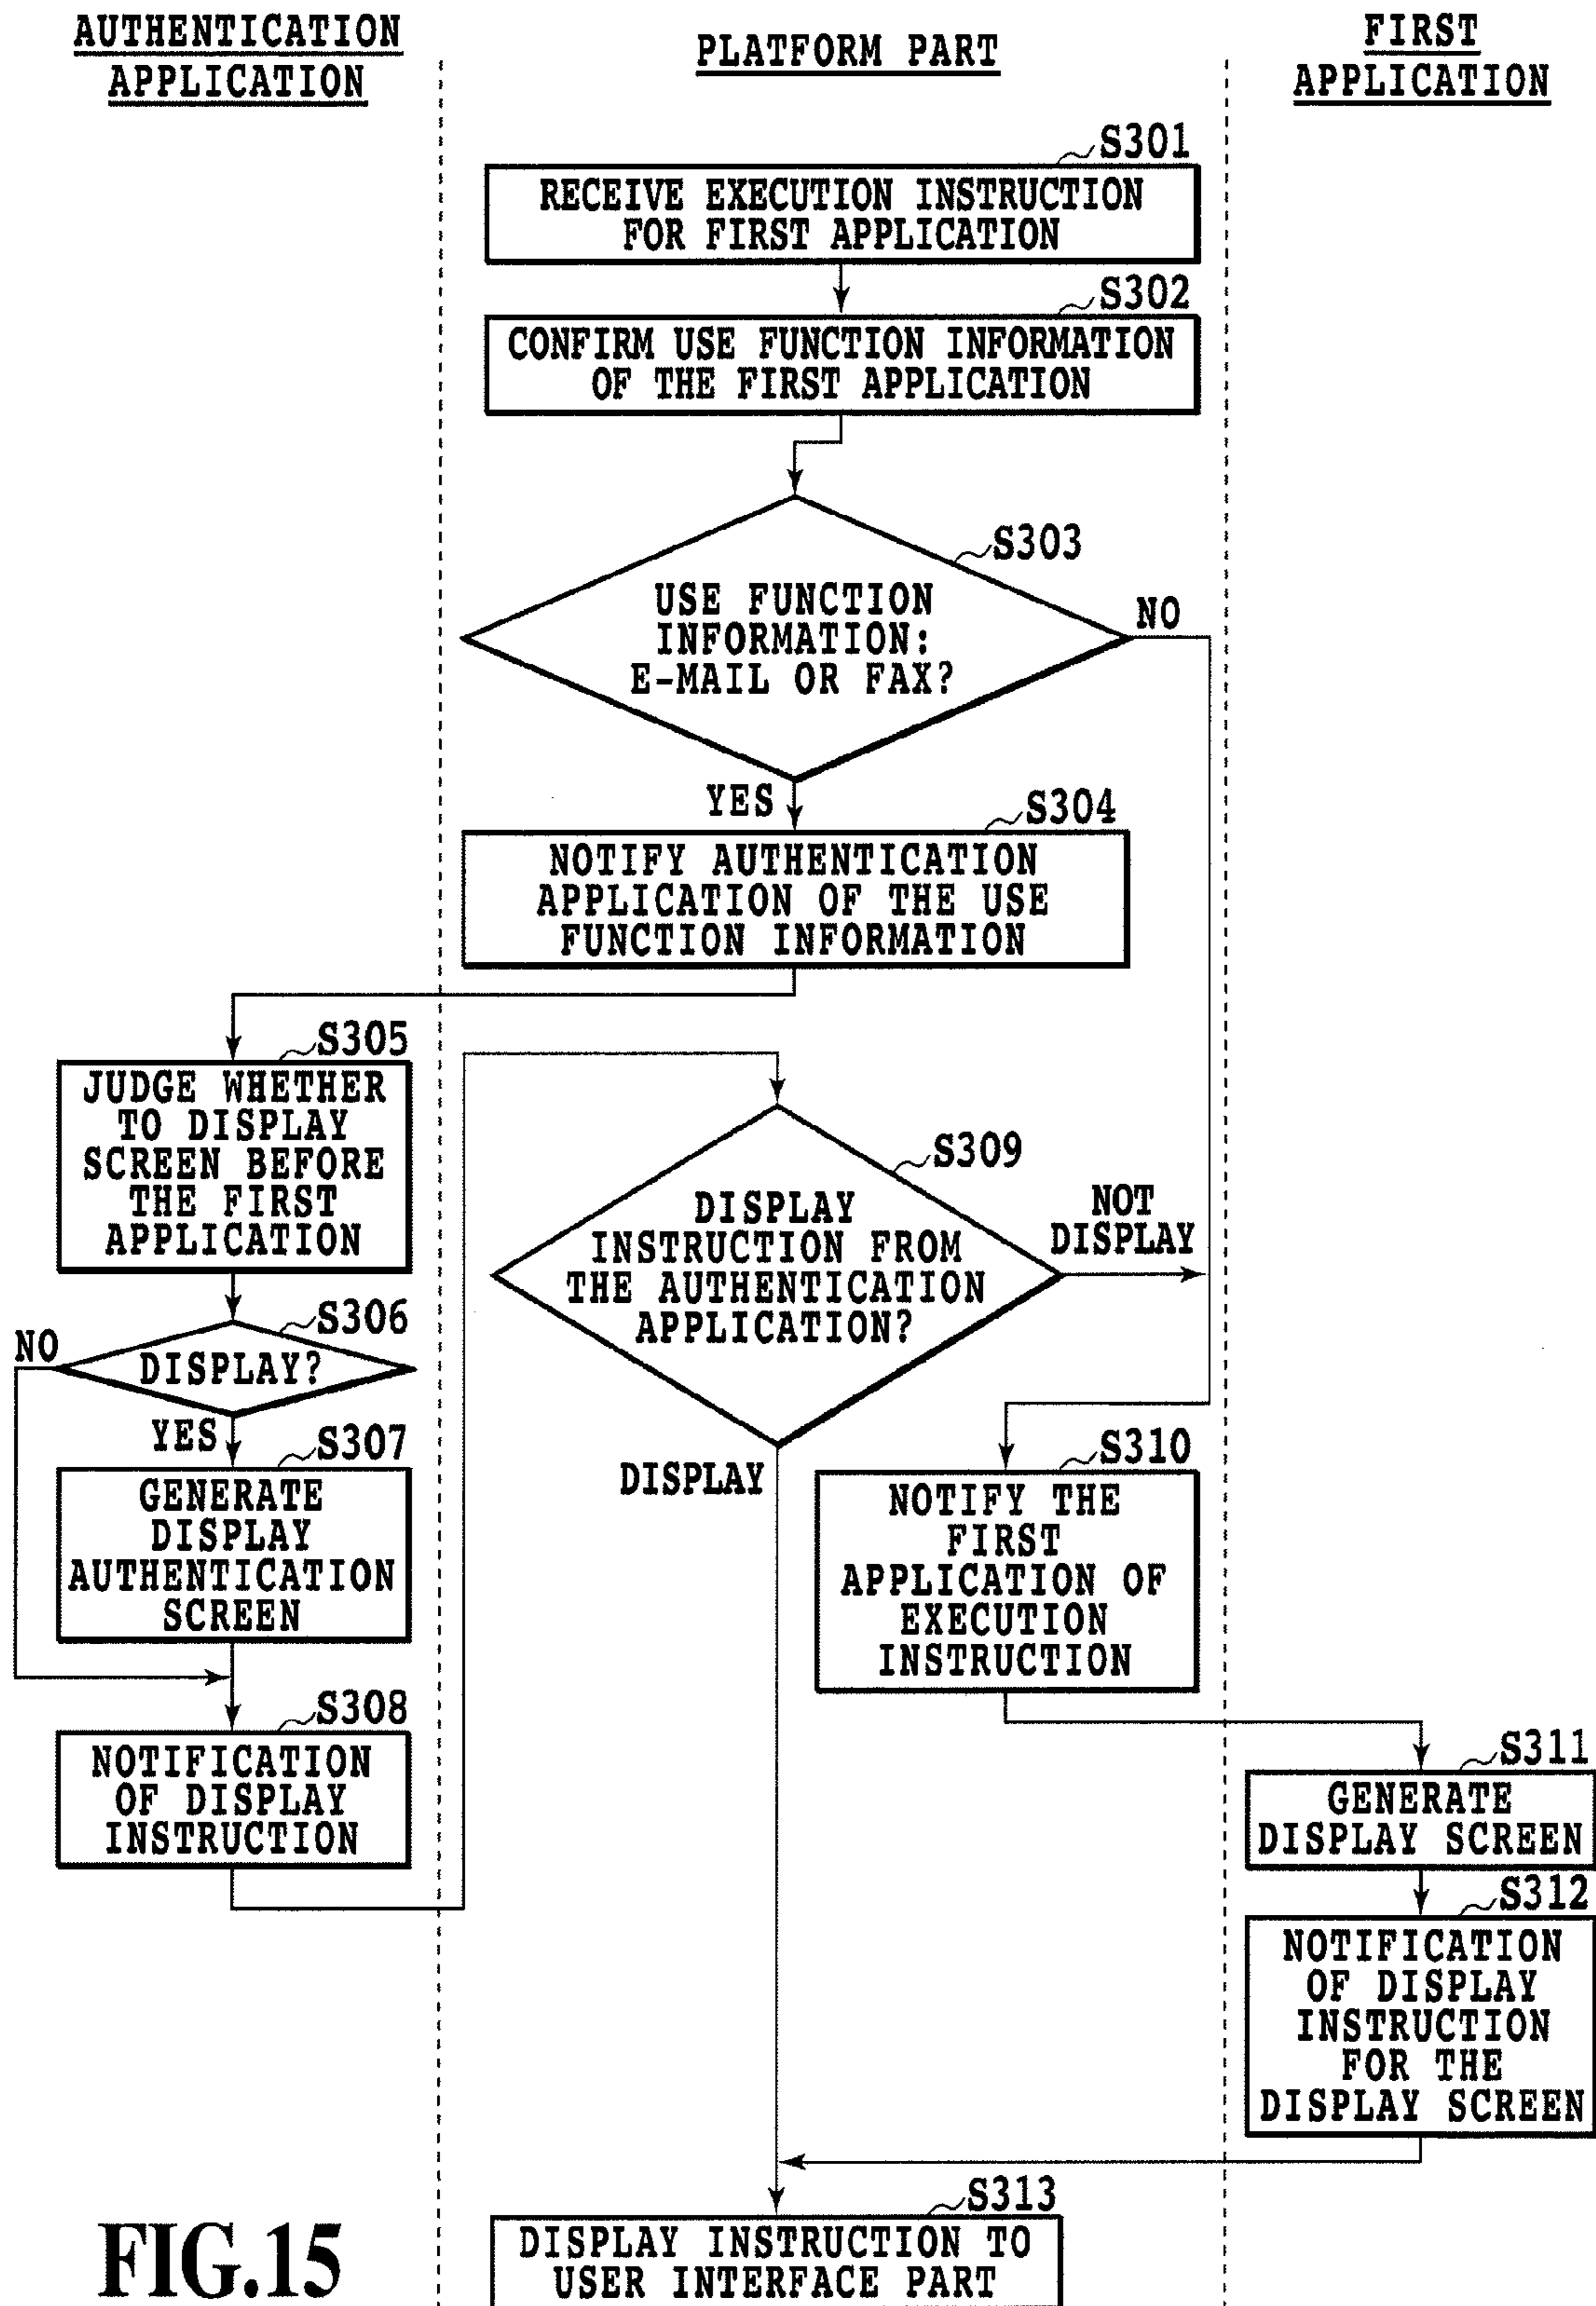 AUTHENTICATION
APPLICATION
PLATFORM PART
FIRST
APPLICATION
S301
RECEIVE EXECUTION INSTRUCTION
FOR FIRST APPLICATION
S302
CONFIRM USE FUNCTION INFORMATION
OF THE FIRST APPLICATION
S303
USE FUNCTION
INFORMATION:
E-MAIL OR FAX?
NO
YES
S304
NOTIFY AUTHENTICATION
APPLICATION OF THE USE
FUNCTION INFORMATION
S305
JUDGE WHETHER
TO DISPLAY
SCREEN BEFORE
THE FIRST
APPLICATION
S306
NO
DISPLAY?
YES
S307
GENERATE
DISPLAY
AUTHENTICATION
SCREEN
S308
NOTIFICATION
OF DISPLAY
INSTRUCTION
S309
DISPLAY
INSTRUCTION FROM
THE AUTHENTICATION
APPLICATION?
NOT
DISPLAY
DISPLAY
S310
NOTIFY THE
FIRST
APPLICATION OF
EXECUTION
INSTRUCTION
S311
GENERATE
DISPLAY SCREEN
S312
NOTIFICATION
OF DISPLAY
INSTRUCTION
FOR THE
DISPLAY SCREEN
S313
DISPLAY INSTRUCTION TO
USER INTERFACE PART
FIG.15